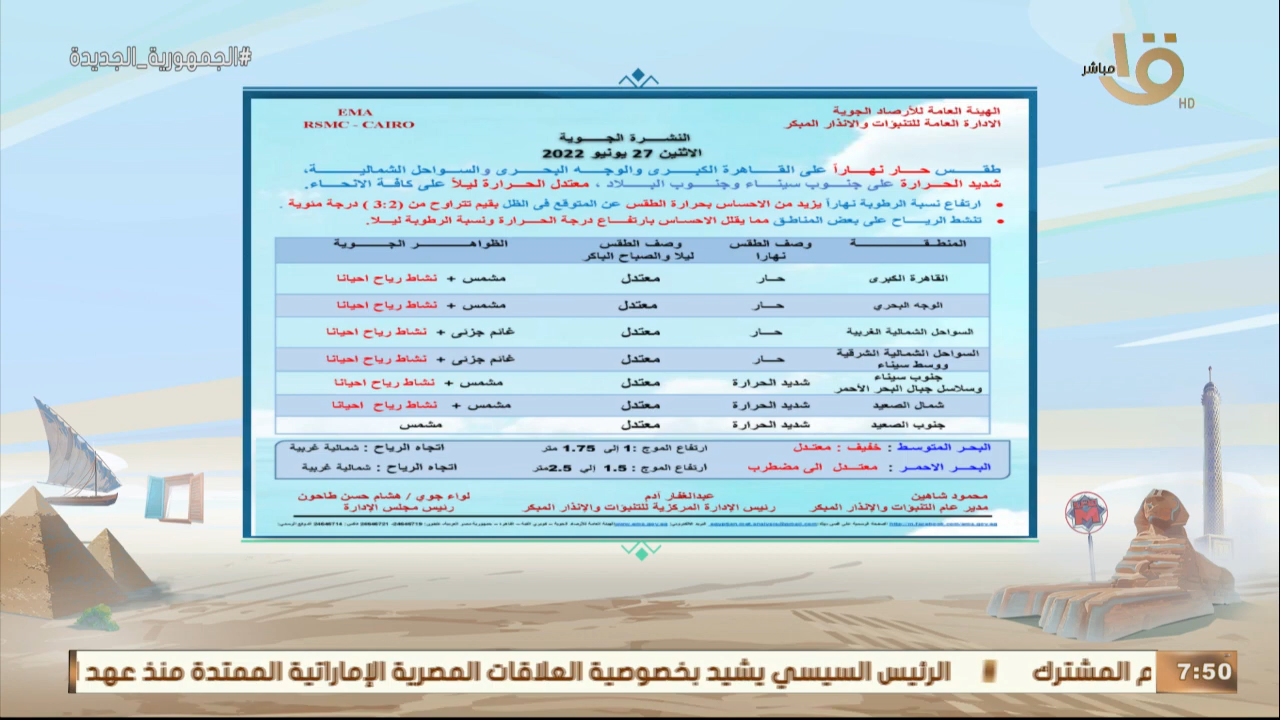 #الجمهورية_الجديدة
مباشر
HD
EMA
RSMC - CAIRO
الهيئة العامة للأرصاد الجوية
الادارة العامة للتنبؤات والانذار المبكر
النشرة الجوية
الاثنين 27 يونيو 2022
طقس حار نهاراً على القاهرة الكبرى والوجه البحرى والسواحل الشمالية،
شديد الحرارة على جنوب سيناء وجنوب البلاد ، معتدل الحرارة ليلاً على كافة الانحاء.
• ارتفاع نسبة الرطوبة نهاراً يزيد من الاحساس بحرارة الطقس عن المتوقع فى الظل بقيم تتراوح من (3:2 ) درجة مئوية .
• تنشط الرياح على بعض المناطق مما يقلل الاحساس بارتفاع درجة الحرارة ونسبة الرطوبة ليلا.
المنطقة وصف الطقس نهارا وصف الطقس ليلا والصباح الباكر الظواهر الجوية
القاهرة الكبرى حار معتدل مشمس + نشاط رياح احيانا
الوجه البحري حار معتدل مشمس + نشاط رياح احيانا
السواحل الشمالية الغربية حار معتدل غائم جزئى + نشاط رياح احيانا
السواحل الشمالية الشرقية ووسط سيناء حار معتدل غائم جزئى + نشاط رياح احيانا
جنوب سيناء وسلاسل جبال البحر الأحمر شديد الحرارة معتدل مشمس + نشاط رياح احيانا
شمال الصعيد شديد الحرارة معتدل مشمس + نشاط رياح احيانا
جنوب الصعيد شديد الحرارة معتدل مشمس
البحر المتوسط : خفيف : معتدل ارتفاع الموج :1 إلى 1.75 متر اتجاه الرياح : شمالية غربية
البحر الاحمر : معتدل الى مضطرب ارتفاع الموج : 1.5 إلى 2.5متر اتجاه الرياح : شمالية غربية
محمود شاهين عبدالغفار آدم لواء جوي / هشام حسن طاحون
مدير عام التنبؤات والإنذار المبكر رئيس الإدارة المركزية للتنبؤات والإنذار المبكر رئيس مجلس الإدارة
M
7:50
م المشترك الرئيس السيسي يشيد بخصوصية العلاقات المصرية الإماراتية الممتدة منذ عهد